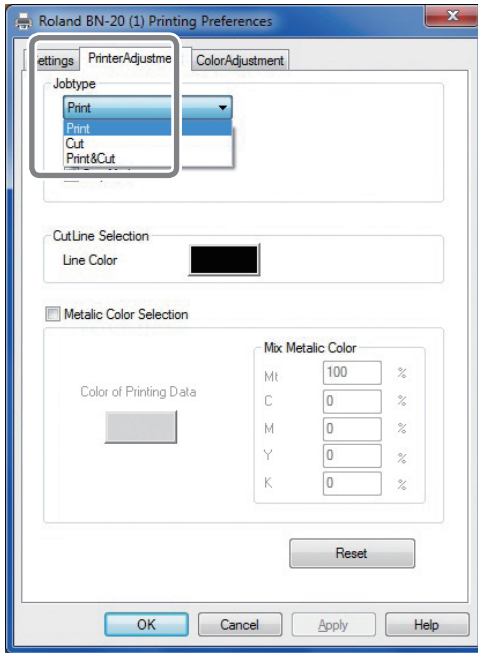 Roland BN-20 (1) Printing Preferences
ettings PrinterAdjustme ColorAdjustment
Jobtype
Print
Print
Cut
Print&Cut
CutLine Selection
Line Color
Metalic Color Selection
Mix Metalic Color
Color of Printing Data
Mt 100 %
C 0 %
M 0 %
Y 0 %
K 0 %
Reset
OK Cancel Apply Help